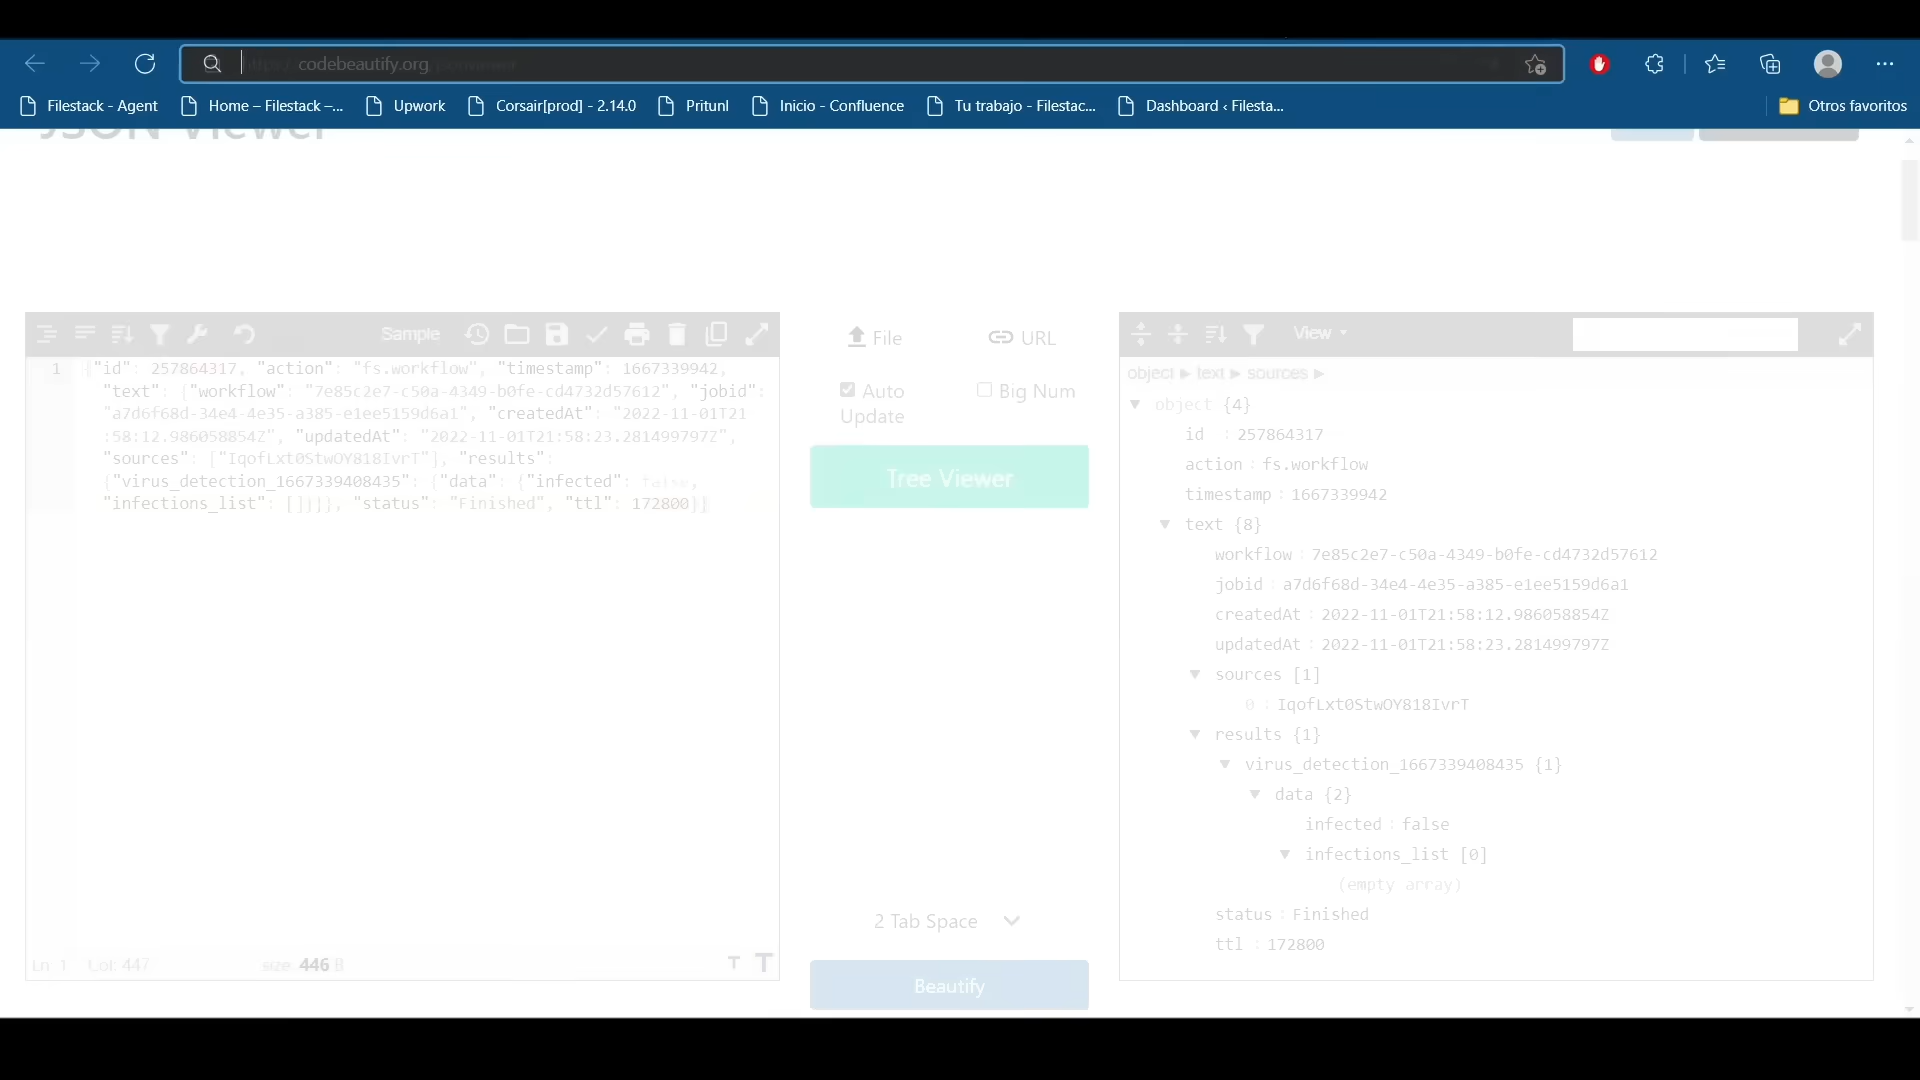 codebeautify.org
Filestack - Agent
Home – Filestack –...
Upwork
Corsair[prod] - 2.14.0
Pritunl
Inicio - Confluence
Tu trabajo - Filestac...
Dashboard ‹ Filesta...
Otros favoritos
JSON Viewer
Sample
1 {"id": 257864317, "action": "fs.workflow", "timestamp": 1667339942,
"text": {"workflow": "7e85c2e7-c50a-4349-b0fe-cd4732d57612", "jobid":
"a7d6f68d-34e4-4e35-a385-e1ee5159d6a1", "createdAt": "2022-11-01T21
:58:12.986058854Z", "updatedAt": "2022-11-01T21:58:23.281499797Z",
"sources": ["IqofLxt0StwOY818IvrT"], "results":
{"virus_detection_1667339408435": {"data": {"infected": false,
"infections_list": []}}}, "status": "Finished", "ttl": 172800}}
Ln: 1 Col: 447 size: 446 B
T T
File URL
Auto Update
Big Num
Tree Viewer
2 Tab Space
Beautify
View
object ▶ text ▶ sources ▶
▼ object {4}
id : 257864317
action : fs.workflow
timestamp : 1667339942
▼ text {8}
workflow : 7e85c2e7-c50a-4349-b0fe-cd4732d57612
jobid : a7d6f68d-34e4-4e35-a385-e1ee5159d6a1
createdAt : 2022-11-01T21:58:12.986058854Z
updatedAt : 2022-11-01T21:58:23.281499797Z
▼ sources [1]
0 : IqofLxt0StwOY818IvrT
▼ results {1}
▼ virus_detection_1667339408435 {1}
▼ data {2}
infected : false
▼ infections_list [0]
(empty array)
status : Finished
ttl : 172800